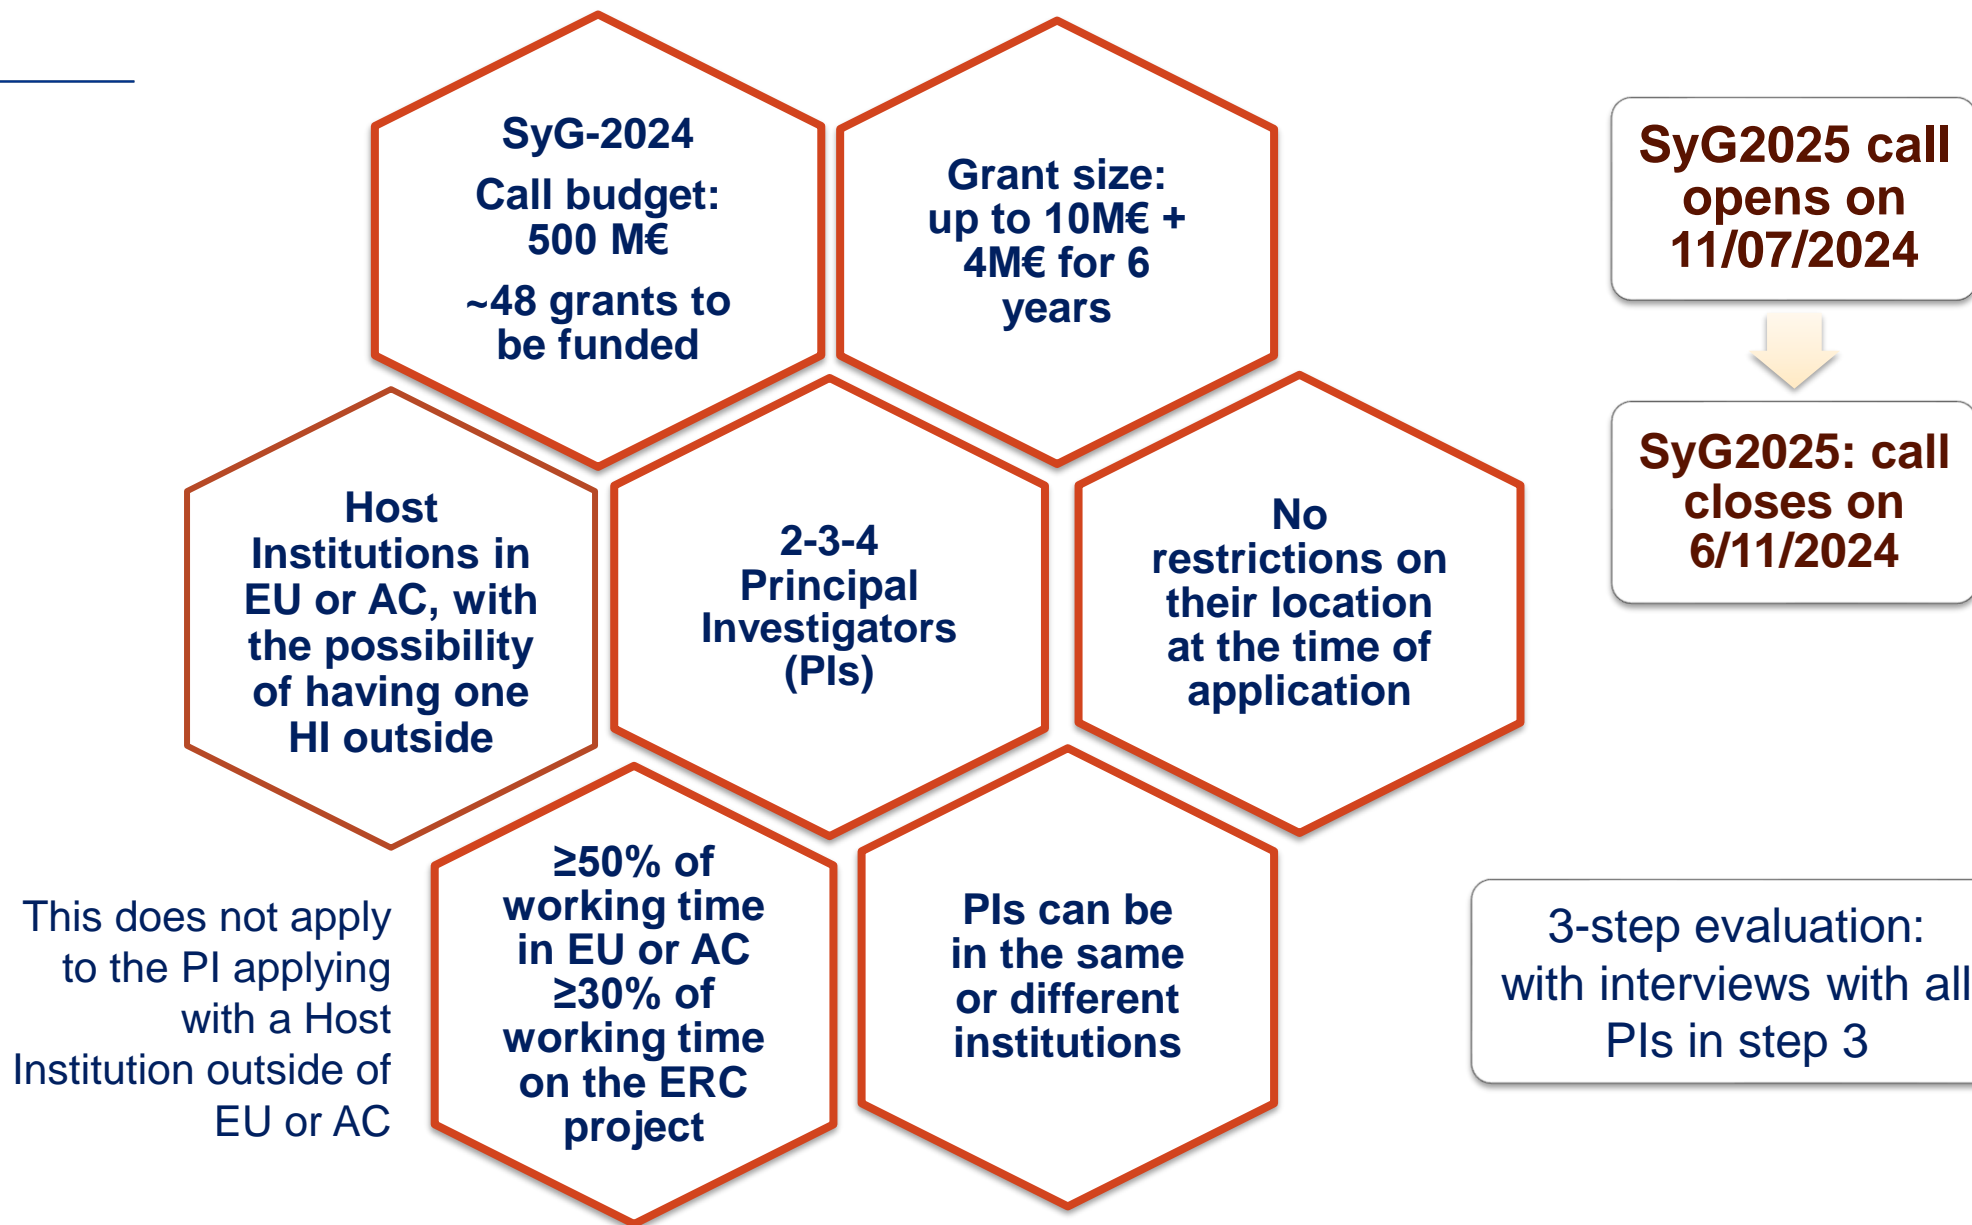 SyG-2024
Call budget:
500 M€
~48 grants to
be funded
Grant size:
up to 10M€ +
4M€ for 6
years
SyG2025 call
opens on
11/07/2024
SyG2025: call
closes on
6/11/2024
Host
Institutions in
EU or AC, with
the possibility
of having one
HI outside
2-3-4
Principal
Investigators
(PIs)
No
restrictions on
their location
at the time of
application
This does not apply
to the PI applying
with a Host
Institution outside of
EU or AC
≥50% of
working time
in EU or AC
≥30% of
working time
on the ERC
project
PIs can be
in the same
or different
institutions
3-step evaluation:
with interviews with all
PIs in step 3